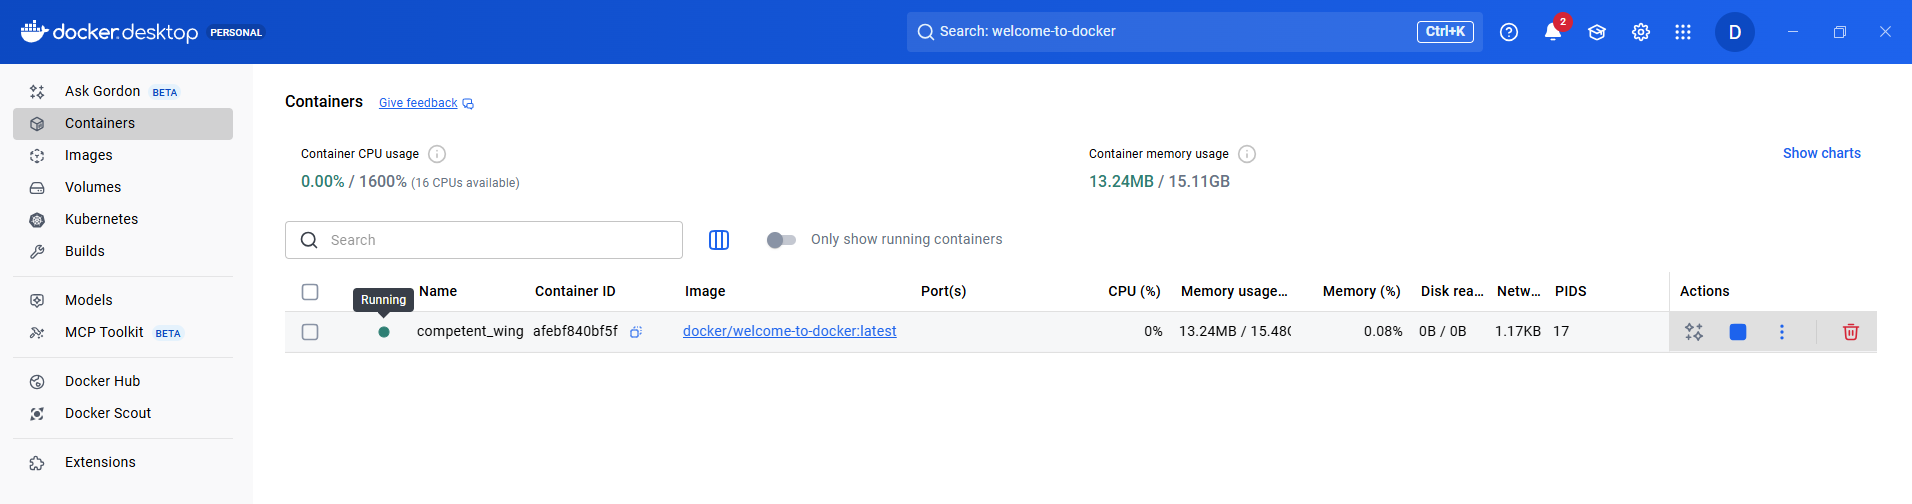 docker.desktop PERSONAL
Search: welcome-to-docker Ctrl+K
2
D
Ask Gordon BETA
Containers
Images
Volumes
Kubernetes
Builds
Models
MCP Toolkit BETA
Docker Hub
Docker Scout
Extensions
Containers Give feedback
Container CPU usage
0.00% / 1600% (16 CPUs available)
Container memory usage
13.24MB / 15.11GB
Show charts
Search
Only show running containers
Running
Name Container ID Image Port(s) CPU (%) Memory usage... Memory (%) Disk rea... Netw... PIDS Actions
competent_wing afebf840bf5f docker/welcome-to-docker:latest 0% 13.24MB / 15.48G 0.08% 0B / 0B 1.17KB 17